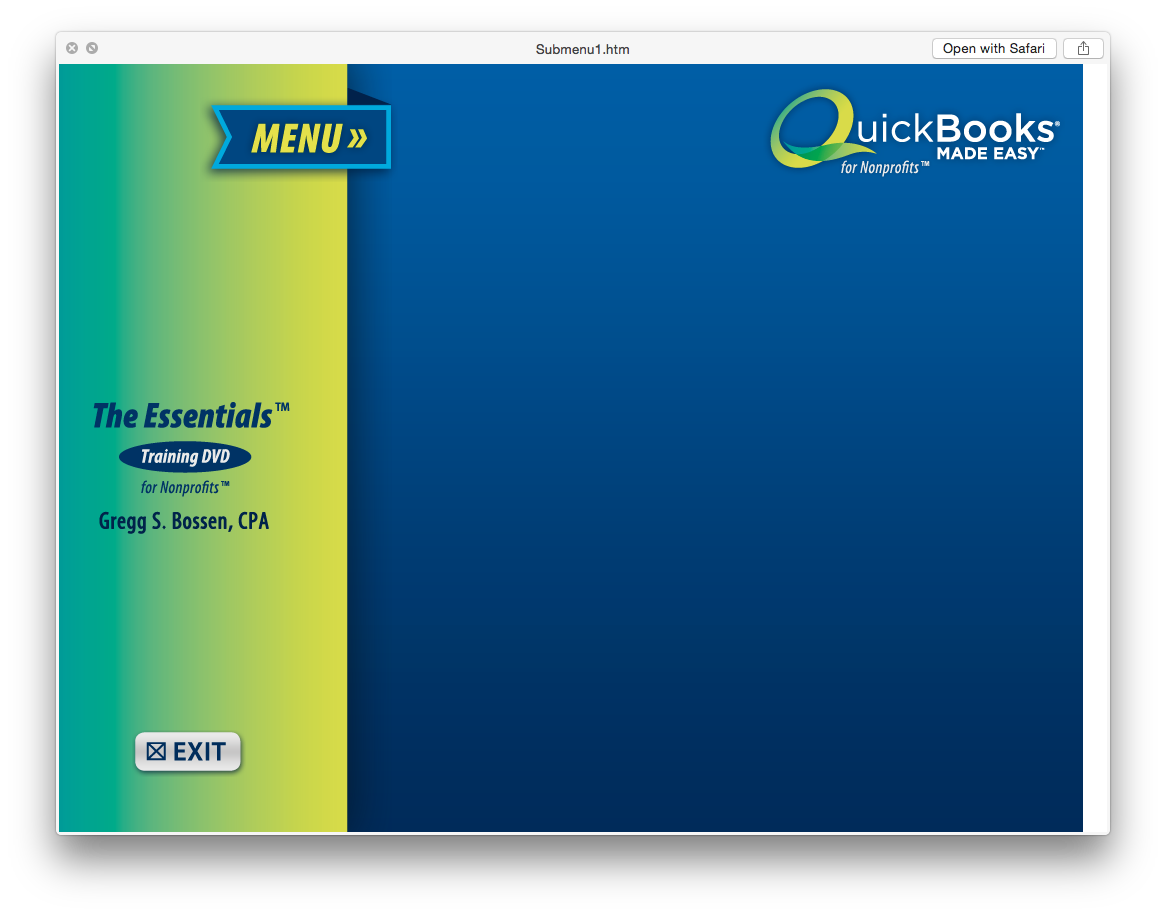 Submenu1.htm
Open with Safari
MENU »
QuickBooks®
MADE EASY™
for Nonprofits™
The Essentials™
Training DVD
for Nonprofits™
Gregg S. Bossen, CPA
EXIT